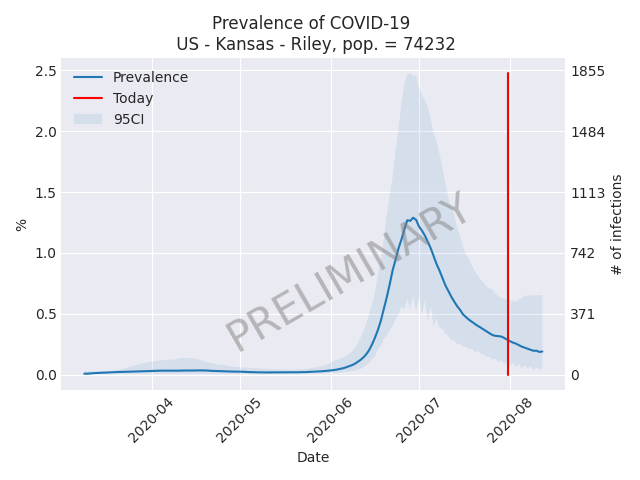 Prevalence of COVID-19
US - Kansas - Riley, pop. = 74232
Prevalence
Today
95CI
2.5
2.0
1.5
1.0
0.5
0.0
%
1855
1484
1113
742
371
0
# of infections
PRELIMINARY
2020-04
2020-05
2020-06
2020-07
2020-08
Date